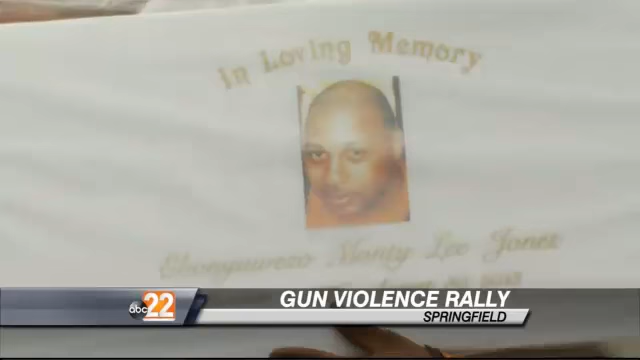 In Loving Memory
Monty Lee Jones
abc 22
GUN VIOLENCE RALLY
SPRINGFIELD